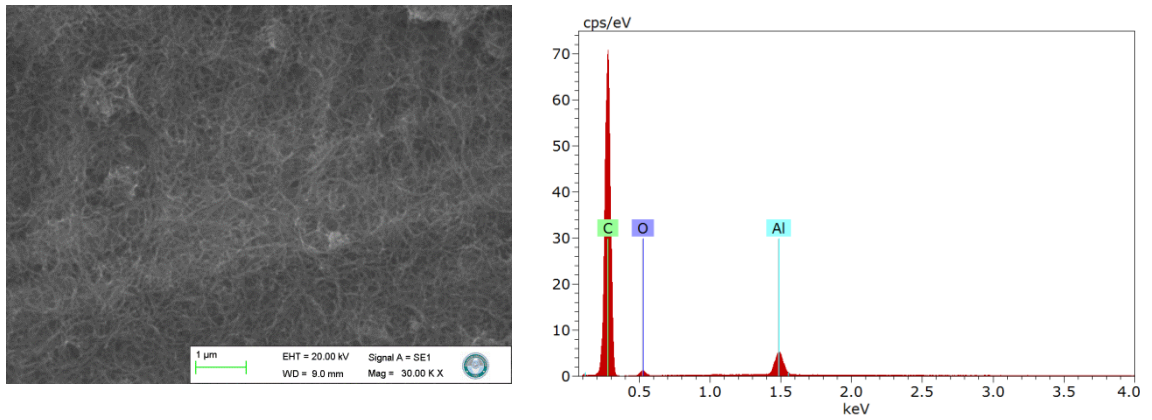 1 µm
EHT = 20.00 kV
Signal A = SE1
WD = 9.0 mm
Mag = 30.00 K X
cps/eV
70
60
50
40
30
20
10
0
C
O
Al
0.5
1.0
1.5
2.0
2.5
3.0
3.5
4.0
keV